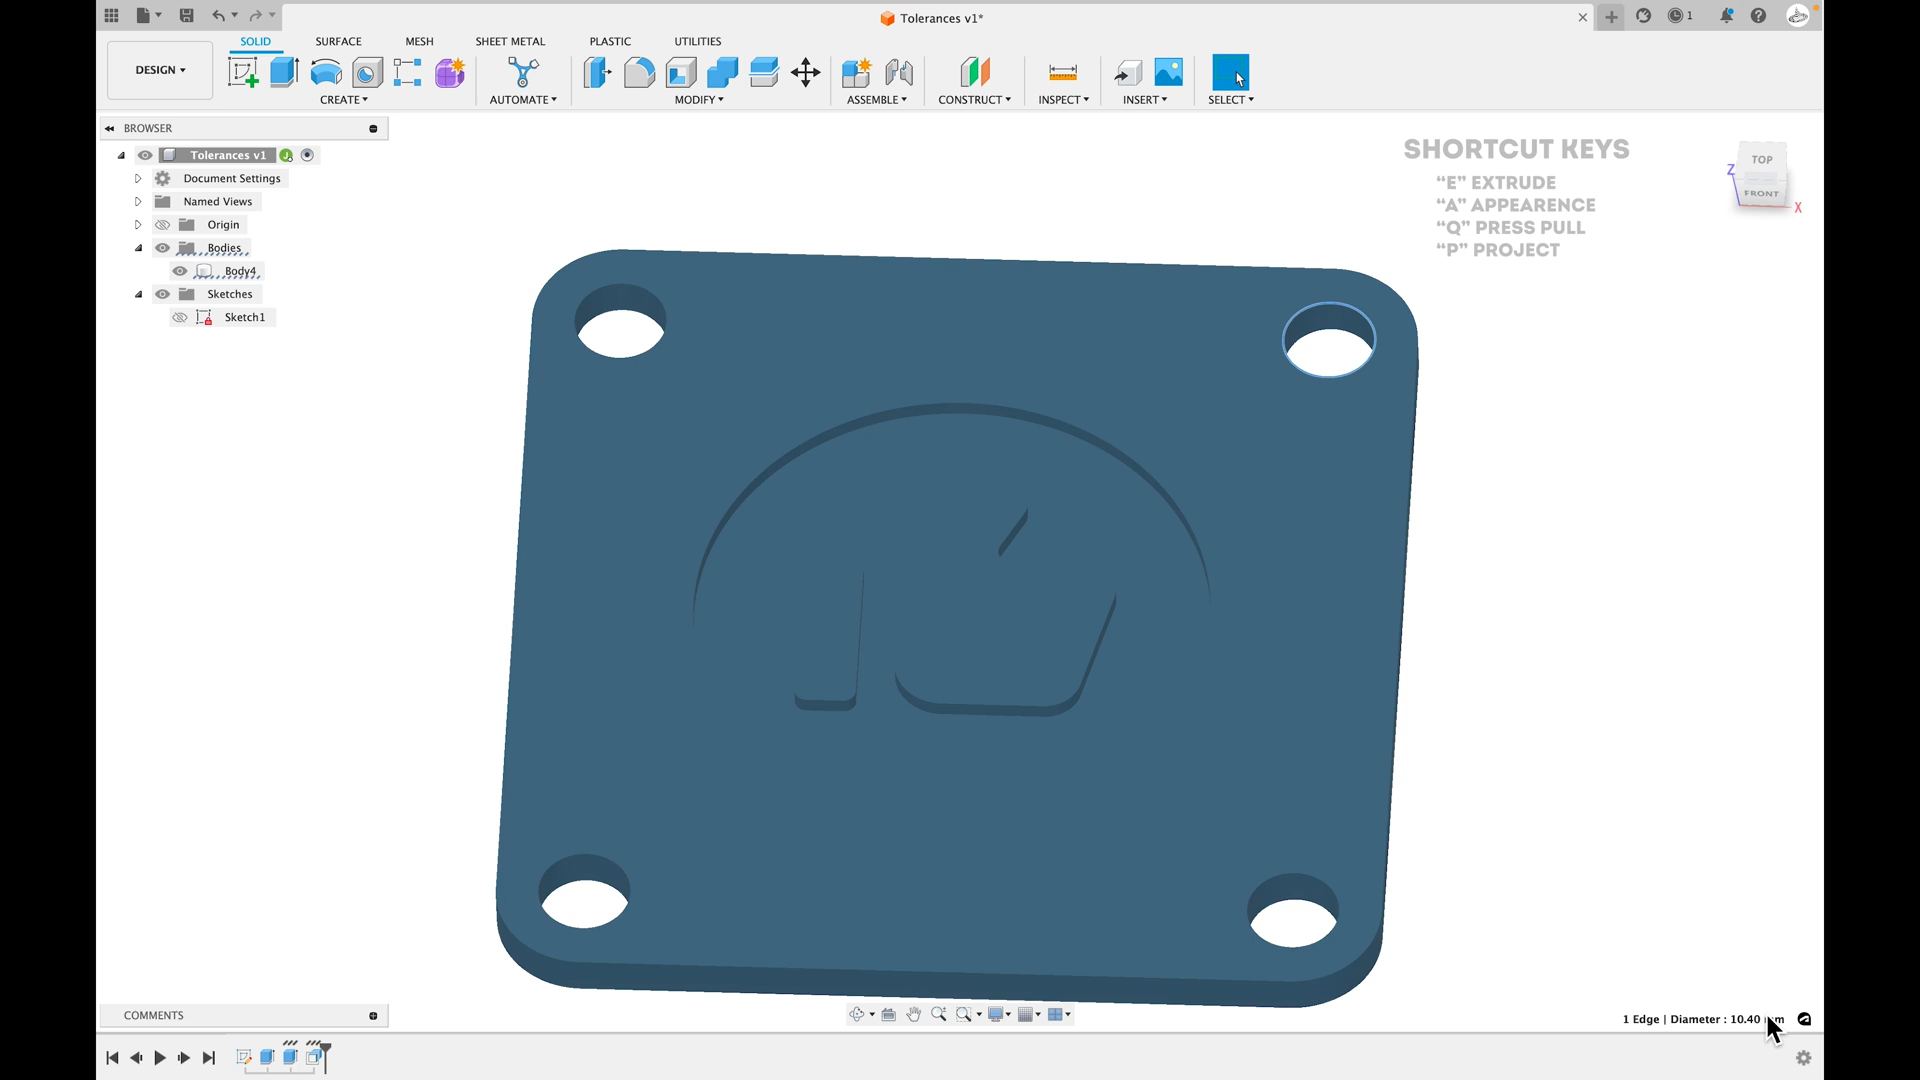 Tolerances v1*
1
SOLID SURFACE MESH SHEET METAL PLASTIC UTILITIES
DESIGN
CREATE AUTOMATE MODIFY ASSEMBLE CONSTRUCT INSPECT INSERT SELECT
BROWSER
Tolerances v1
Document Settings
Named Views
Origin
Bodies
Body4
Sketches
Sketch1
SHORTCUT KEYS
“E” EXTRUDE
“A” APPEARENCE
“Q” PRESS PULL
“P” PROJECT
TOP
FRONT
Z
X
COMMENTS
1 Edge | Diameter : 10.40 mm